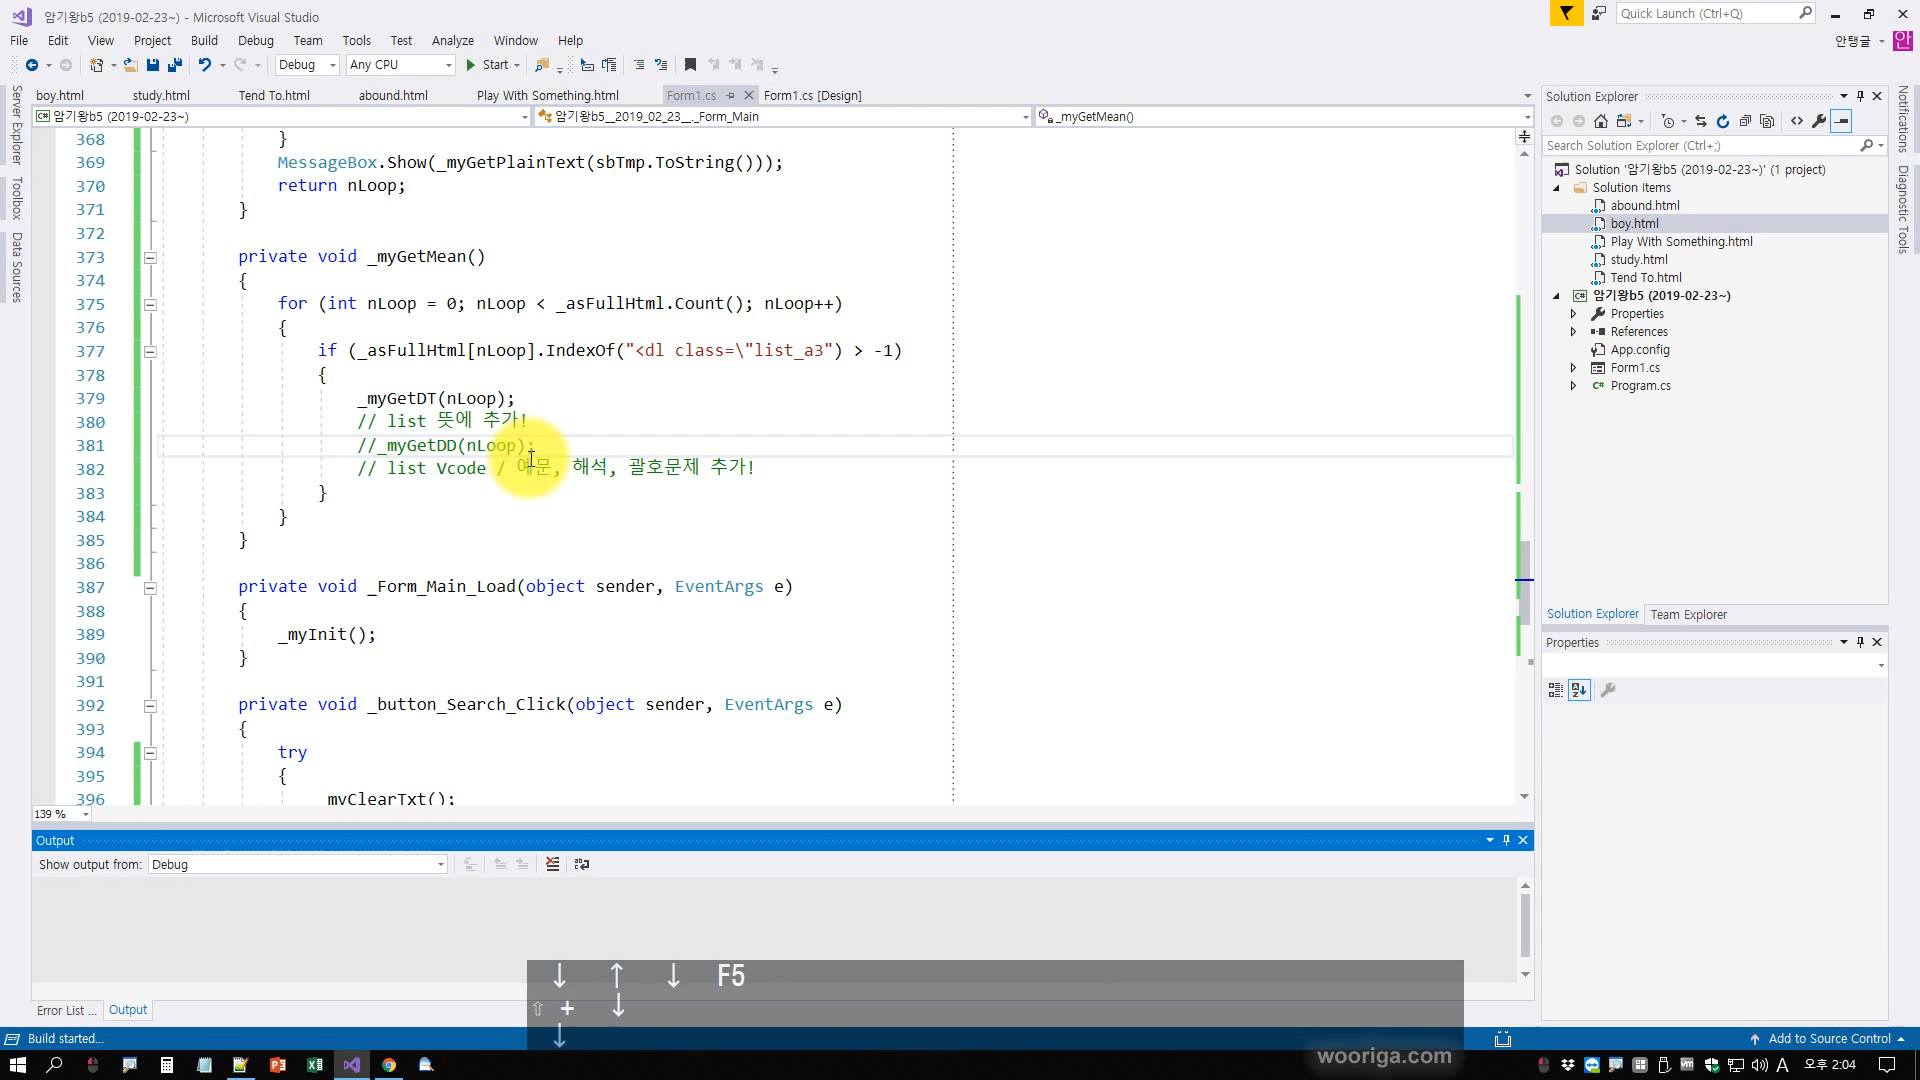 암기왕b5 (2019-02-23~) - Microsoft Visual Studio
Quick Launch (Ctrl+Q)
File Edit View Project Build Debug Team Tools Test Analyze Window Help
안탱글 안
Debug Any CPU Start
Server Explorer
Toolbox
Data Sources
boy.html study.html Tend To.html abound.html Play With Something.html Form1.cs Form1.cs [Design]
암기왕b5 (2019-02-23~) 암기왕b5__2019_02_23__._Form_Main _myGetMean()
368 }
369 MessageBox.Show(_myGetPlainText(sbTmp.ToString()));
370 return nLoop;
371 }
372
373 private void _myGetMean()
374 {
375 for (int nLoop = 0; nLoop < _asFullHtml.Count(); nLoop++)
376 {
377 if (_asFullHtml[nLoop].IndexOf("<dl class=\"list_a3") > -1)
378 {
379 _myGetDT(nLoop);
380 // list 뜻에 추가!
381 //_myGetDD(nLoop);
382 // list Vcode / 예문, 해석, 괄호문제 추가!
383 }
384 }
385 }
386
387 private void _Form_Main_Load(object sender, EventArgs e)
388 {
389 _myInit();
390 }
391
392 private void _button_Search_Click(object sender, EventArgs e)
393 {
394 try
395 {
396 _myClearTxt();
139 %
Output
Show output from: Debug
Error List ... Output
Build started...
↓ ↑ ↓ F5
⇧ + ↓
↓
Solution Explorer
Search Solution Explorer (Ctrl+;)
Solution '암기왕b5 (2019-02-23~)' (1 project)
Solution Items
abound.html
boy.html
Play With Something.html
study.html
Tend To.html
암기왕b5 (2019-02-23~)
Properties
References
App.config
Form1.cs
Program.cs
Solution Explorer Team Explorer
Properties
Notifications
Diagnostic Tools
Add to Source Control
wooriga.com
A 오후 2:04